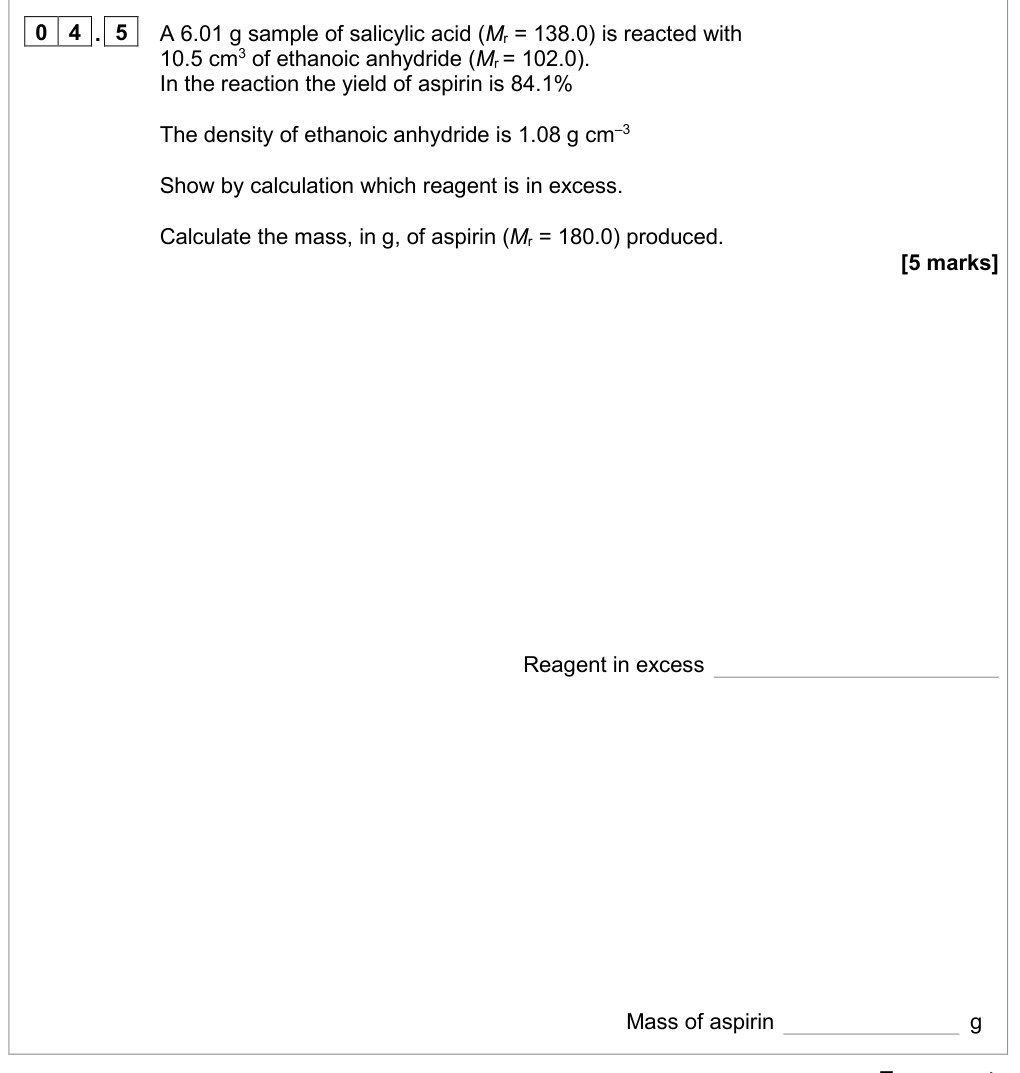 04.5 A 6.01 g sample of salicylic acid (Mr = 138.0) is reacted with
10.5 cm³ of ethanoic anhydride (Mr = 102.0).
In the reaction the yield of aspirin is 84.1%
The density of ethanoic anhydride is 1.08 g cm⁻³
Show by calculation which reagent is in excess.
Calculate the mass, in g, of aspirin (Mr = 180.0) produced.
[5 marks]
Reagent in excess
Mass of aspirin g